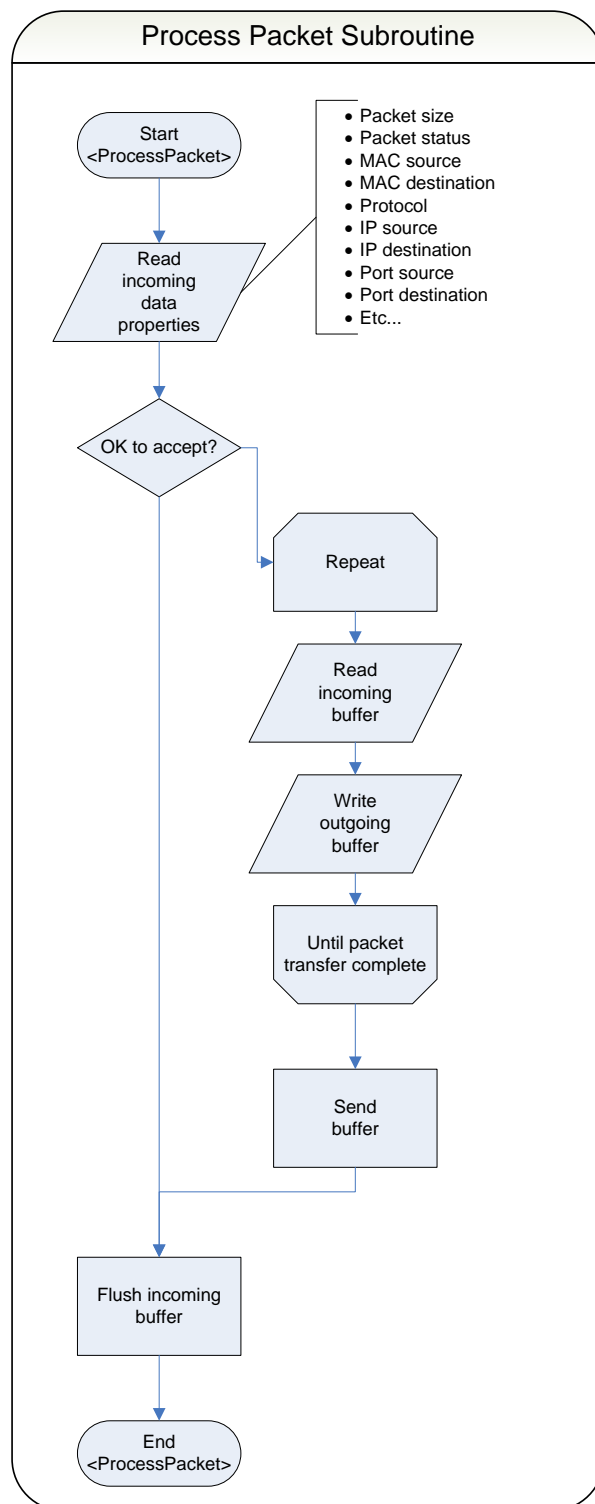 Process Packet Subroutine
Start
<ProcessPacket>
• Packet size
• Packet status
• MAC source
• MAC destination
• Protocol
• IP source
• IP destination
• Port source
• Port destination
• Etc...
Read
incoming
data
properties
OK to accept?
Repeat
Read
incoming
buffer
Write
outgoing
buffer
Until packet
transfer complete
Send
buffer
Flush incoming
buffer
End
<ProcessPacket>